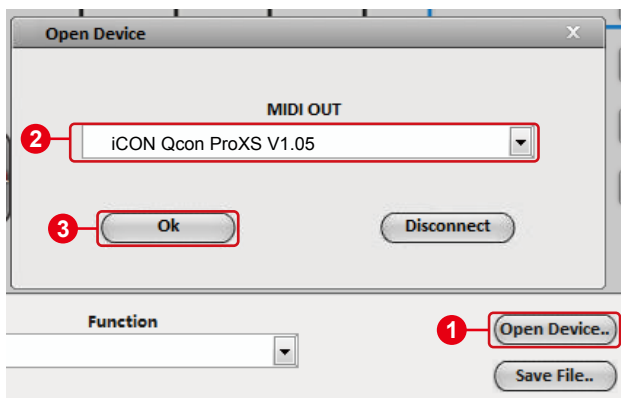 Open Device X
MIDI OUT
2 iCON Qcon ProXS V1.05
3 Ok Disconnect
Function
1 Open Device..
Save File..